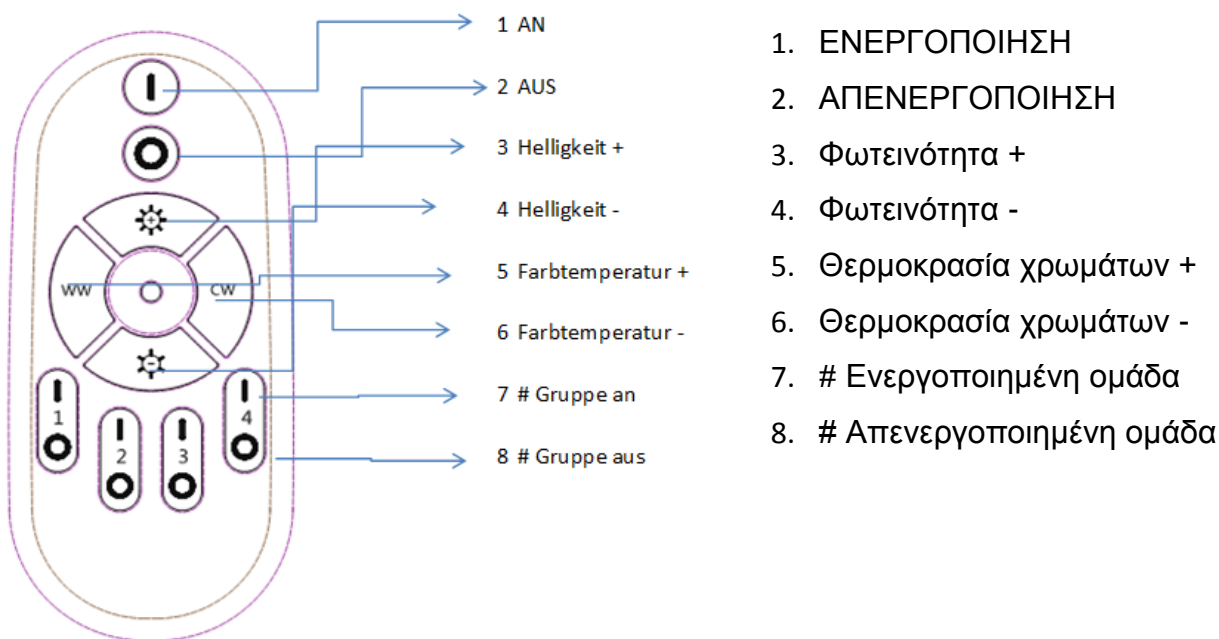 1 AN
2 AUS
3 Helligkeit +
4 Helligkeit -
5 Farbtemperatur +
6 Farbtemperatur -
7 # Gruppe an
8 # Gruppe aus
WW
CW
1
2
3
4
1. ΕΝΕΡΓΟΠΟΙΗΣΗ
2. ΑΠΕΝΕΡΓΟΠΟΙΗΣΗ
3. Φωτεινότητα +
4. Φωτεινότητα -
5. Θερμοκρασία χρωμάτων +
6. Θερμοκρασία χρωμάτων -
7. # Ενεργοποιημένη ομάδα
8. # Απενεργοποιημένη ομάδα